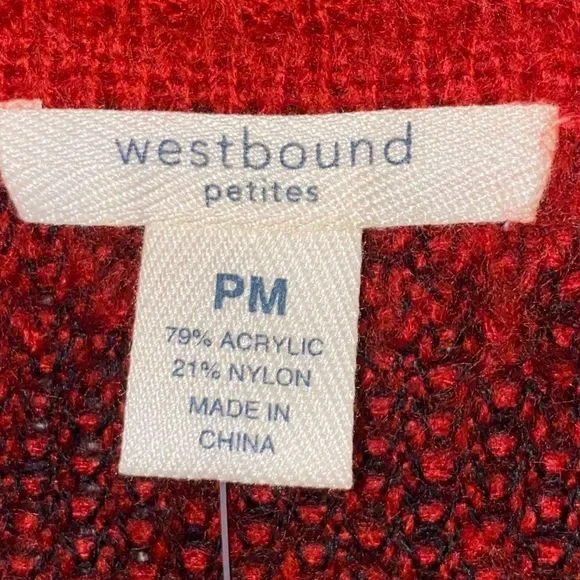 westbound
petites
PM
79% ACRYLIC
21% NYLON
MADE IN
CHINA